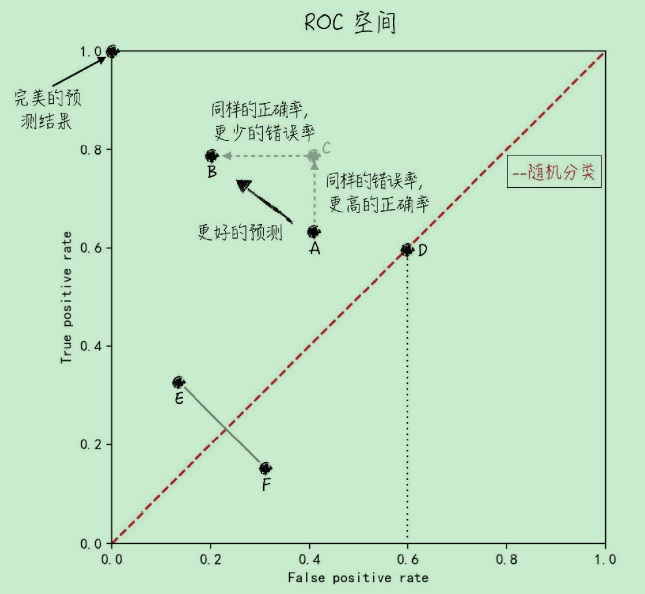 ROC 空间
1.0
完美的预
测结果
同样的正确率,
更少的错误率
C
0.8
B
同样的错误率,
更高的正确率
--随机分类
更好的预测
A
0.6
D
True positive rate
0.4
E
0.2
F
0.0
0.0
0.2
0.4
0.6
0.8
1.0
False positive rate